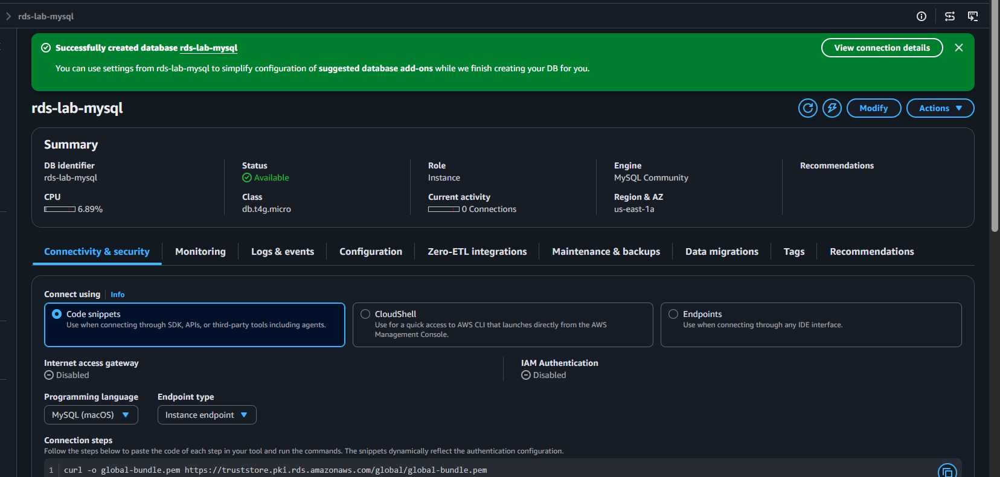 rds-lab-mysql
Successfully created database rds-lab-mysql
View connection details
You can use settings from rds-lab-mysql to simplify configuration of suggested database add-ons while we finish creating your DB for you.
rds-lab-mysql
Modify
Actions
Summary
DB identifier
rds-lab-mysql
Status
Available
Role
Instance
Engine
MySQL Community
Recommendations
CPU
6.89%
Class
db.t4g.micro
Current activity
0 Connections
Region & AZ
us-east-1a
Connectivity & security
Monitoring
Logs & events
Configuration
Zero-ETL integrations
Maintenance & backups
Data migrations
Tags
Recommendations
Connect using
Info
Code snippets
Use when connecting through SDK, APIs, or third-party tools including agents.
CloudShell
Use for a quick access to AWS CLI that launches directly from the AWS
Management Console.
Endpoints
Use when connecting through any IDE interface.
Internet access gateway
Disabled
IAM Authentication
Disabled
Programming language
MySQL (macOS)
Endpoint type
Instance endpoint
Connection steps
Follow the steps below to paste the code of each step in your tool and run the commands. The snippets dynamically reflect the authentication configuration.
1 curl -o global-bundle.pem https://truststore.pki.rds.amazonaws.com/global/global-bundle.pem